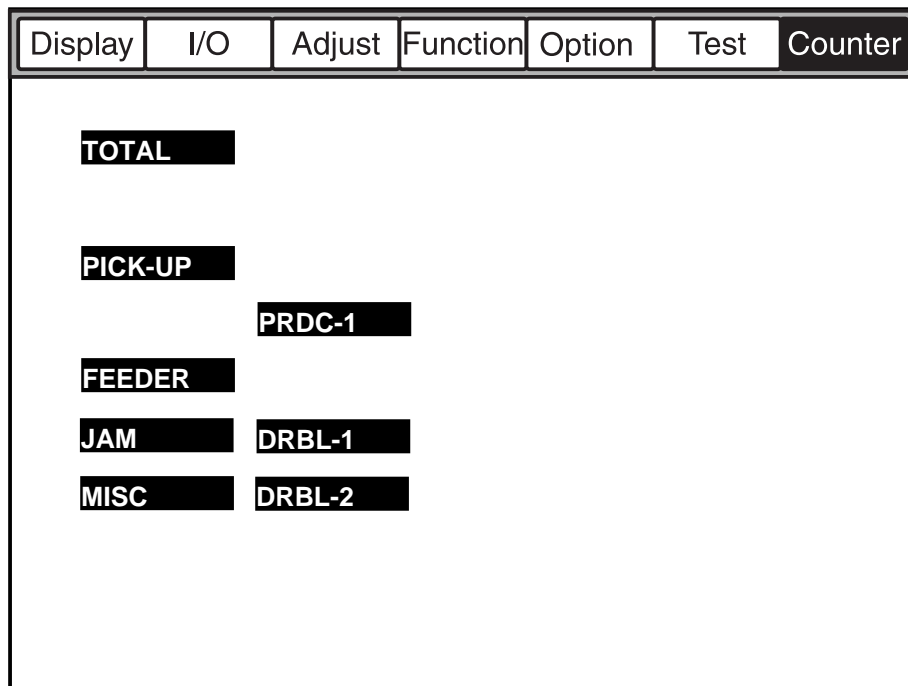 Display I/O Adjust Function Option Test Counter
TOTAL
PICK-UP
PRDC-1
FEEDER
JAM DRBL-1
MISC DRBL-2